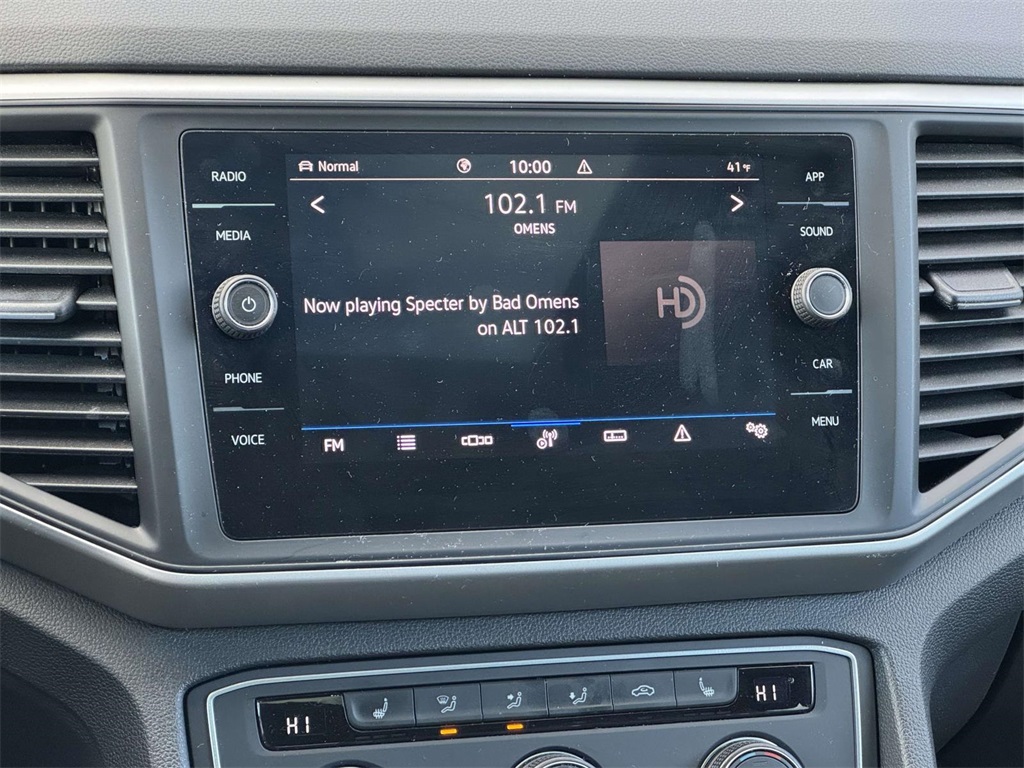 Normal 10:00 41°F
RADIO
MEDIA
PHONE
VOICE
102.1 FM
OMENS
Now playing Specter by Bad Omens
on ALT 102.1
HD
FM
APP
SOUND
CAR
MENU
HI
HI